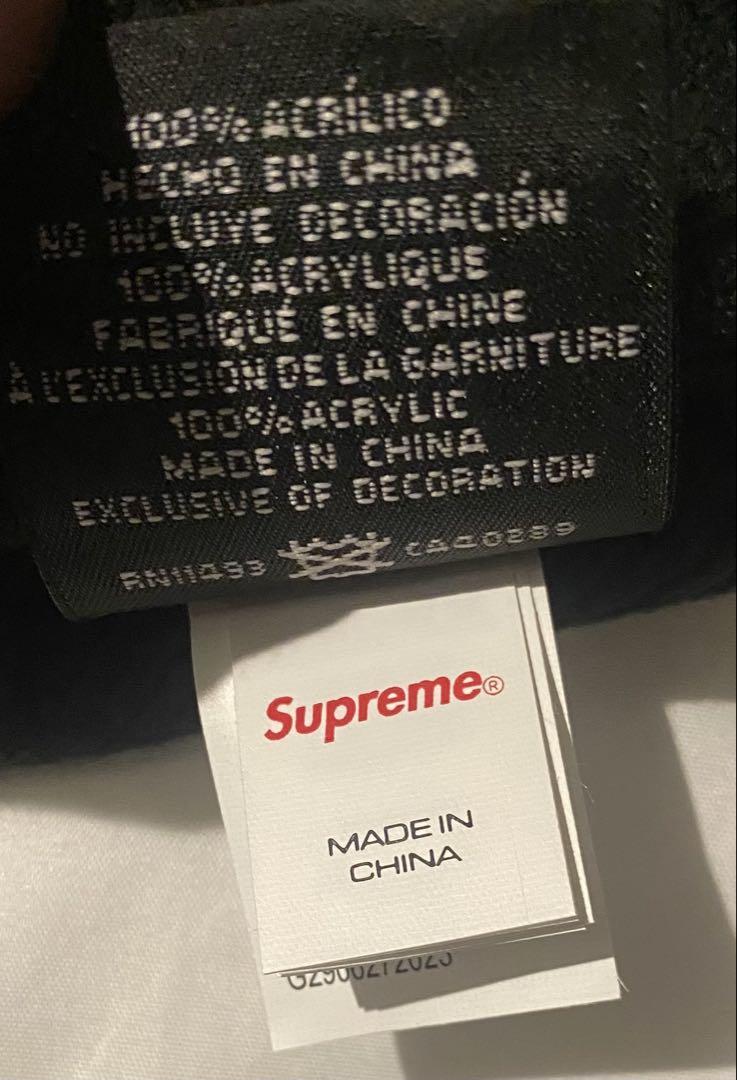 100% ACRÍLICO
HECHO EN CHINA
NO INCLUYE DECORACIÓN
100% ACRYLIQUE
FABRIQUÉ EN CHINE
À L'EXCLUSION DE LA GARNITURE
100% ACRYLIC
MADE IN CHINA
EXCLUSIVE OF DECORATION
RN11493 CA40299
Supreme®
MADE IN
CHINA